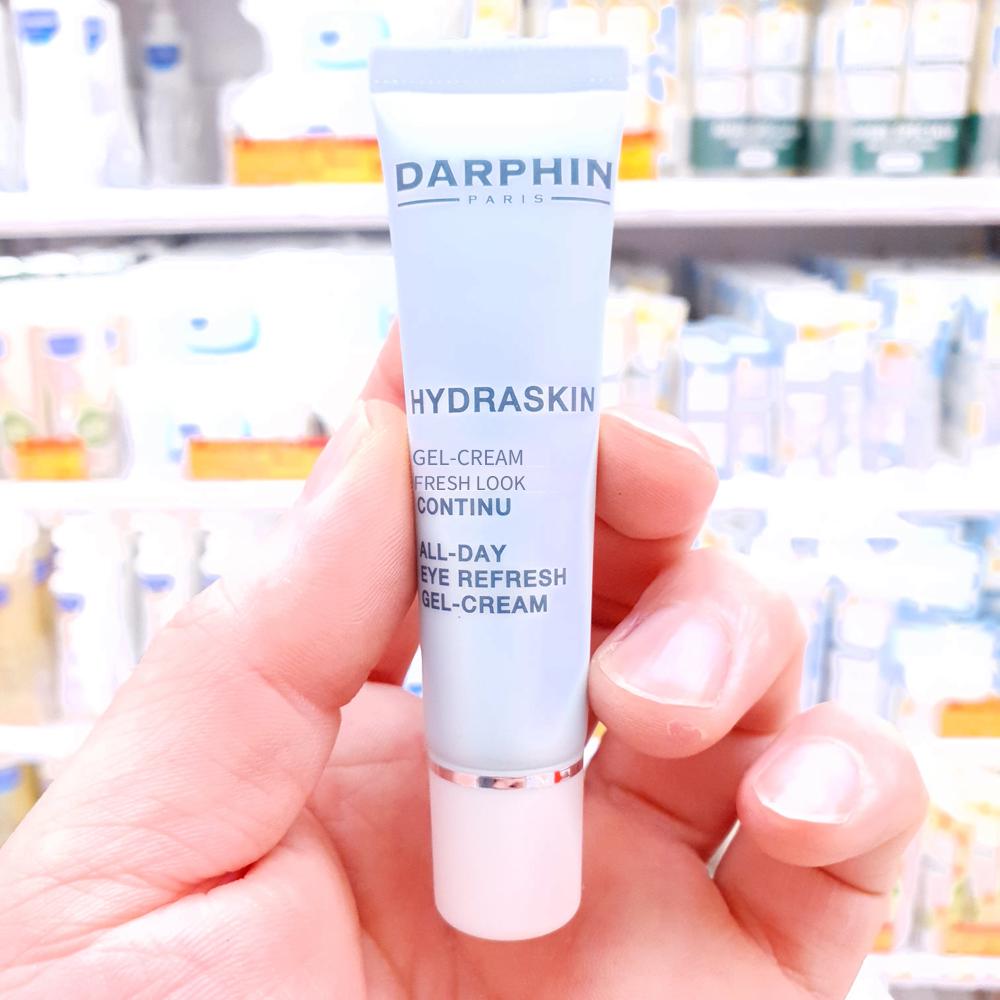 DARPHIN
PARIS
HYDRASKIN
GEL-CREAM
FRESH LOOK
CONTINU
ALL-DAY
EYE REFRESH
GEL-CREAM